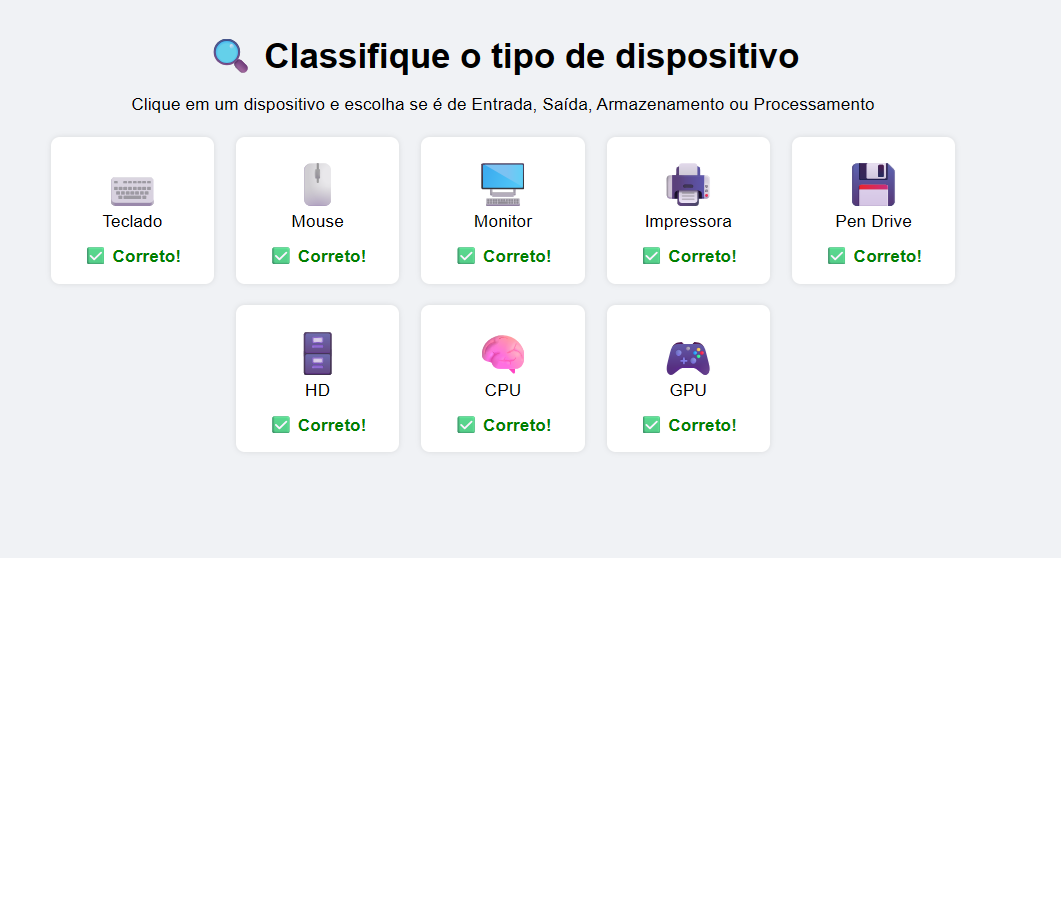 Classifique o tipo de dispositivo
Clique em um dispositivo e escolha se é de Entrada, Saída, Armazenamento ou Processamento
Teclado
Correto!
Mouse
Correto!
Monitor
Correto!
Impressora
Correto!
Pen Drive
Correto!
HD
Correto!
CPU
Correto!
GPU
Correto!